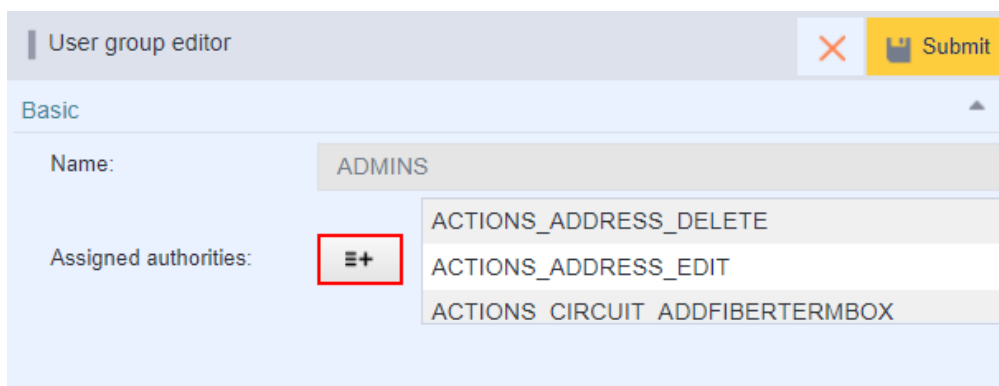 User group editor
Submit
Basic
Name:
ADMINS
Assigned authorities:
ACTIONS_ADDRESS_DELETE
ACTIONS_ADDRESS_EDIT
ACTIONS_CIRCUIT_ADDFIBERTERMBOX